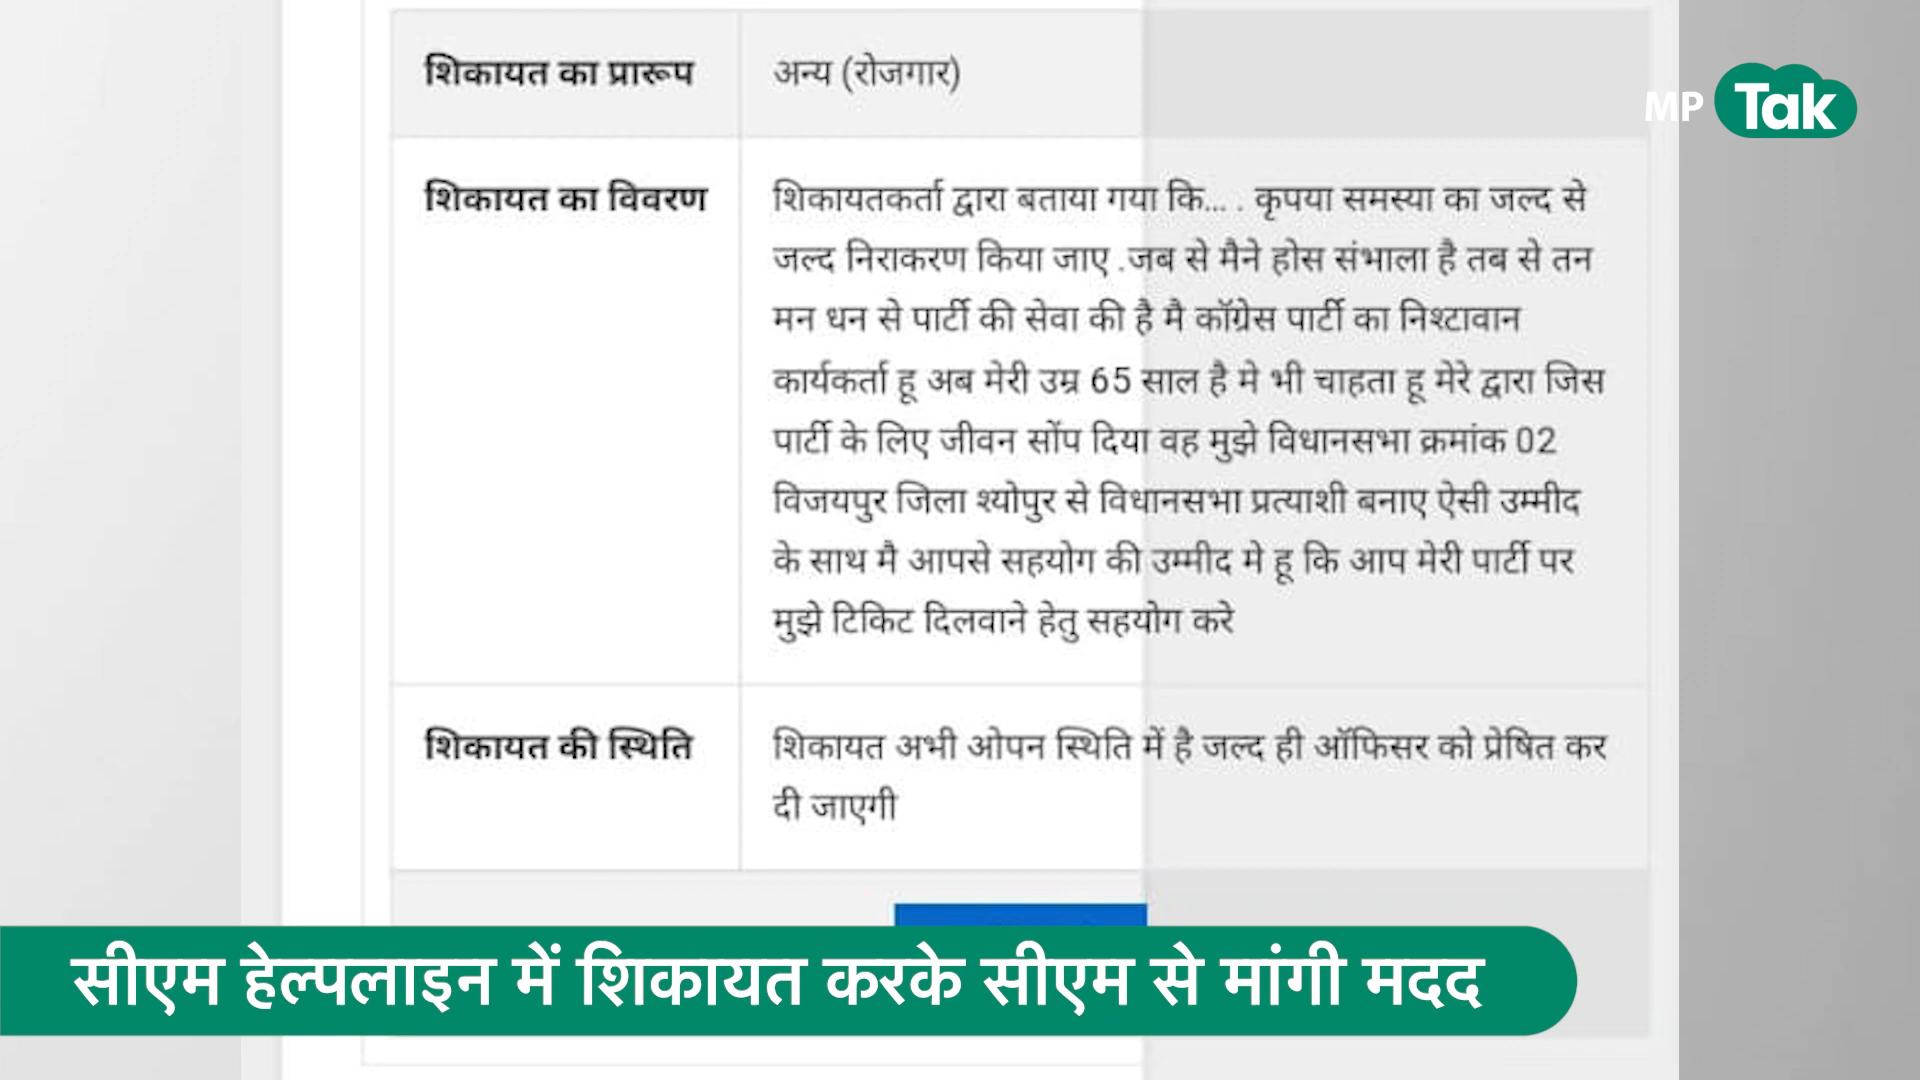 शिकायत का प्रारूप
अन्य (रोजगार)
MP Tak
शिकायत का विवरण
शिकायतकर्ता द्वारा बताया गया कि... . कृपया समस्या का जल्द से
जल्द निराकरण किया जाए .जब से मैने होस संभाला है तब से तन
मन धन से पार्टी की सेवा की है मै कॉग्रेस पार्टी का निश्टावान
कार्यकर्ता हू अब मेरी उम्र 65 साल है मे भी चाहता हू मेरे द्वारा जिस
पार्टी के लिए जीवन सोंप दिया वह मुझे विधानसभा क्रमांक 02
विजयपुर जिला श्योपुर से विधानसभा प्रत्याशी बनाए ऐसी उम्मीद
के साथ मै आपसे सहयोग की उम्मीद मे हू कि आप मेरी पार्टी पर
मुझे टिकिट दिलवाने हेतु सहयोग करे
शिकायत की स्थिति
शिकायत अभी ओपन स्थिति में है जल्द ही ऑफिसर को प्रेषित कर
दी जाएगी
सीएम हेल्पलाइन में शिकायत करके सीएम से मांगी मदद